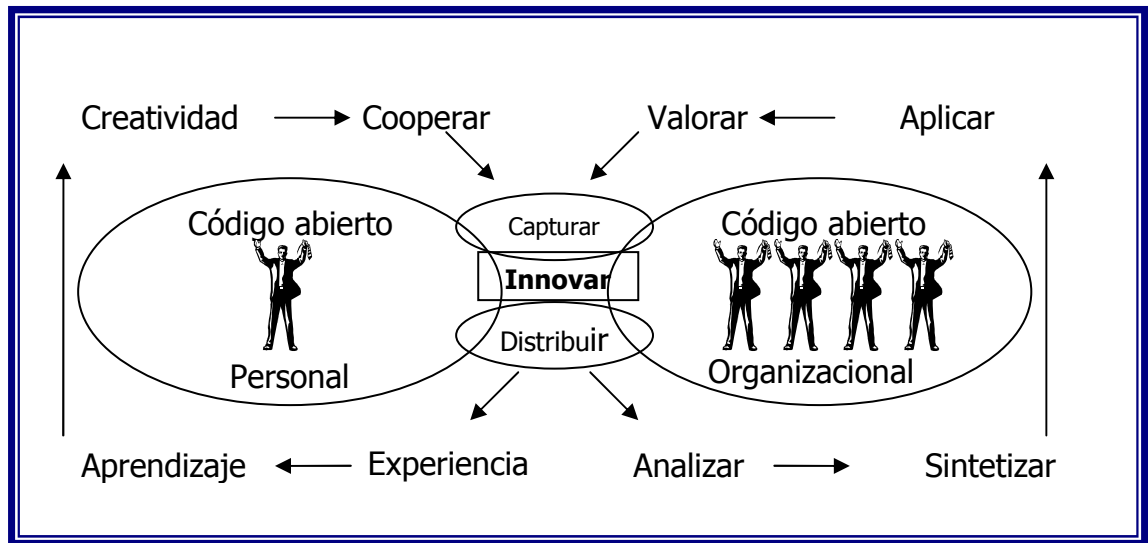 Creatividad Cooperar Valorar Aplicar
Código abierto Capturar Código abierto
Innovar
Distribuir
Personal Organizacional
Aprendizaje Experiencia Analizar Sintetizar